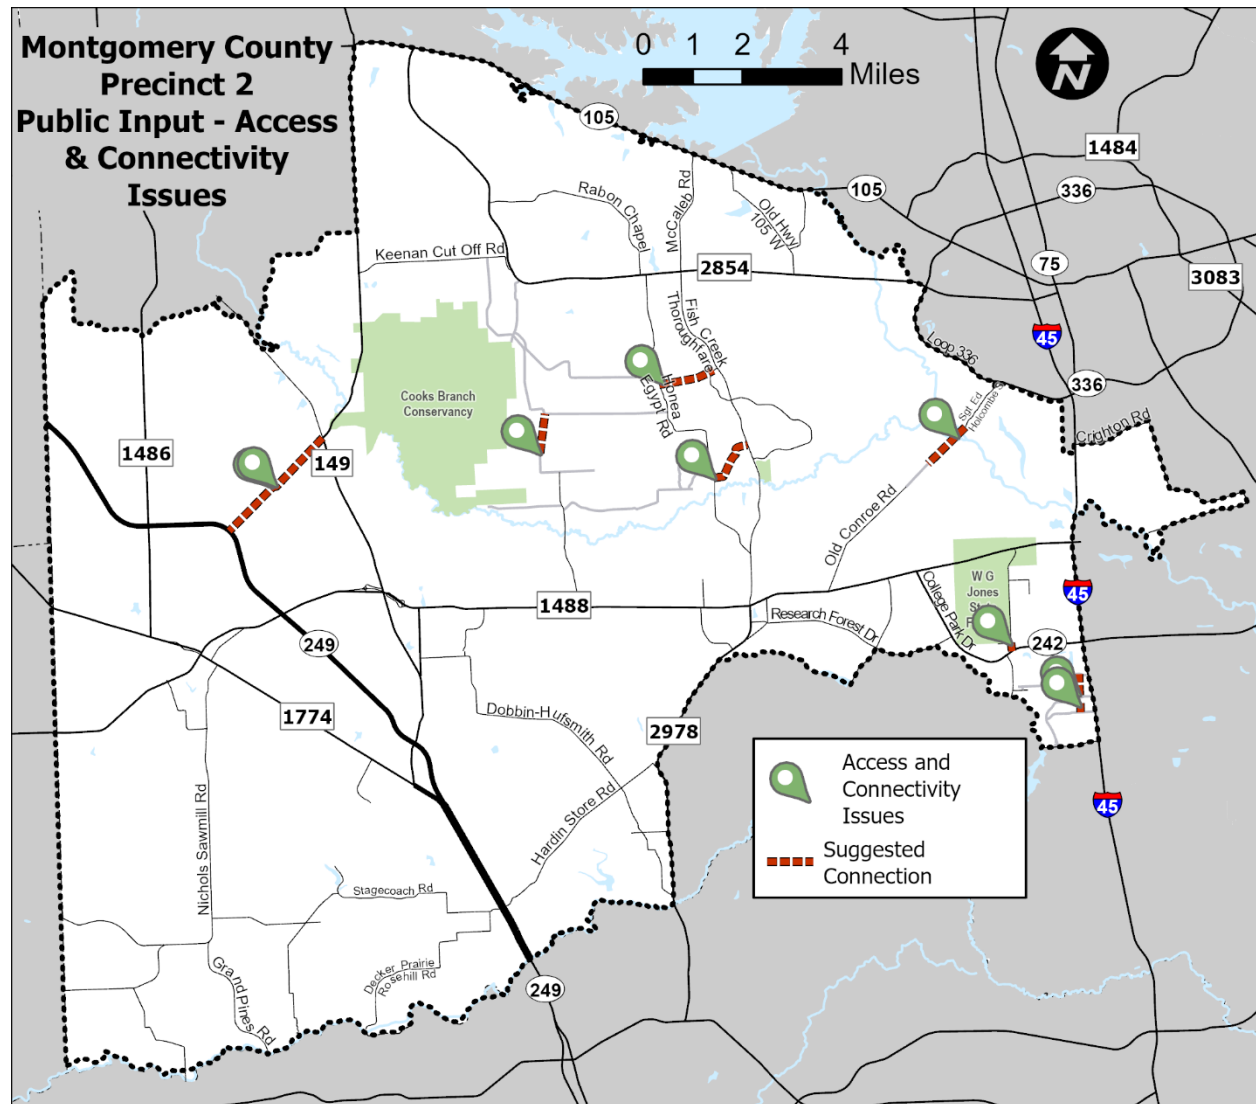 Montgomery County
Precinct 2
Public Input - Access
& Connectivity
Issues
0 1 2 4
Miles
N
105
1484
105
336
Rabon Chapel
McCaleb Rd
Old Hwy
105 W
75
Keenan Cut Off Rd
2854
3083
Fish Creek
Thoroughfare
45
Loop 336
336
Cooks Branch
Conservancy
Honea
Egypt Rd
Sgt Ed
Holcombe
Crighton Rd
1486
149
Old Conroe Rd
W G
Jones
State
45
1488
College Park Dr
Research Forest Dr
242
249
1774
2978
Dobbin-Hufsmith Rd
Access and
Connectivity
Issues
45
Hardin Store Rd
Suggested
Connection
Nichols Sawmill Rd
Stagecoach Rd
Decker Prairie
Rosehill Rd
Grand Pines Rd
249